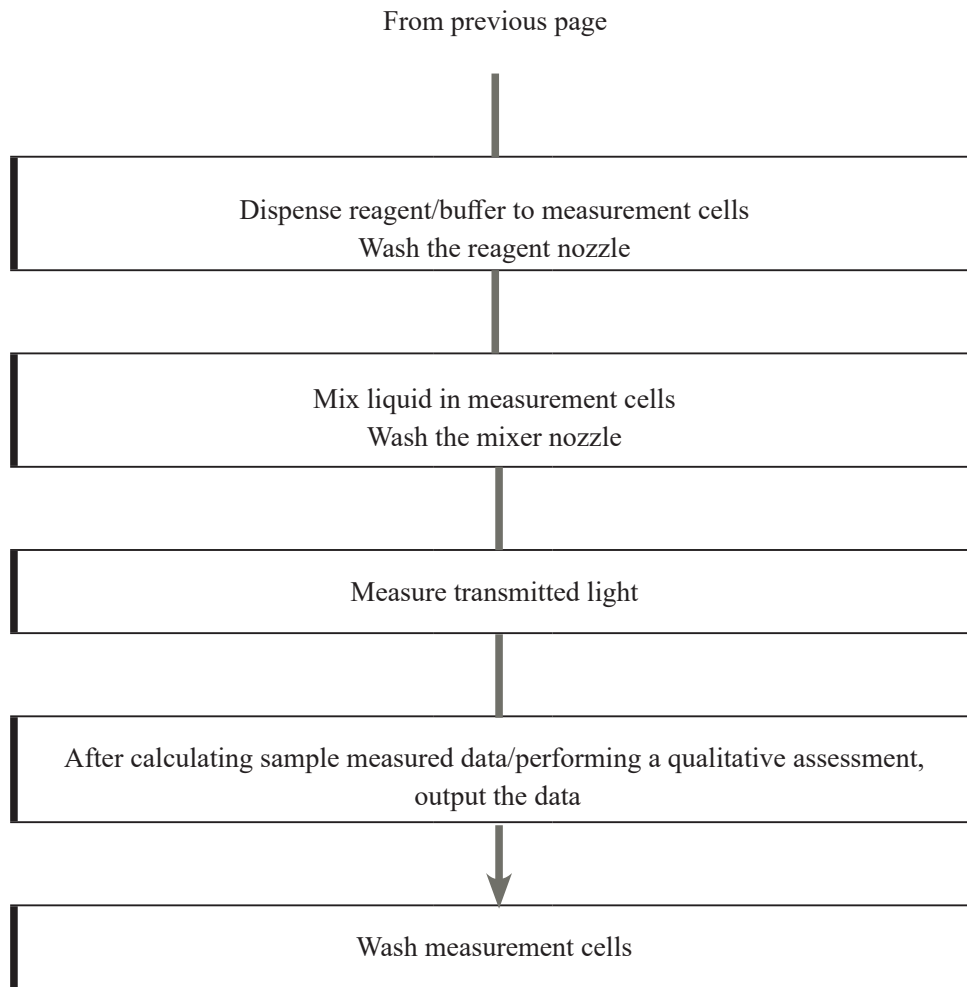 From previous page
Dispense reagent/buffer to measurement cells
Wash the reagent nozzle
Mix liquid in measurement cells
Wash the mixer nozzle
Measure transmitted light
After calculating sample measured data/performing a qualitative assessment,
output the data
Wash measurement cells